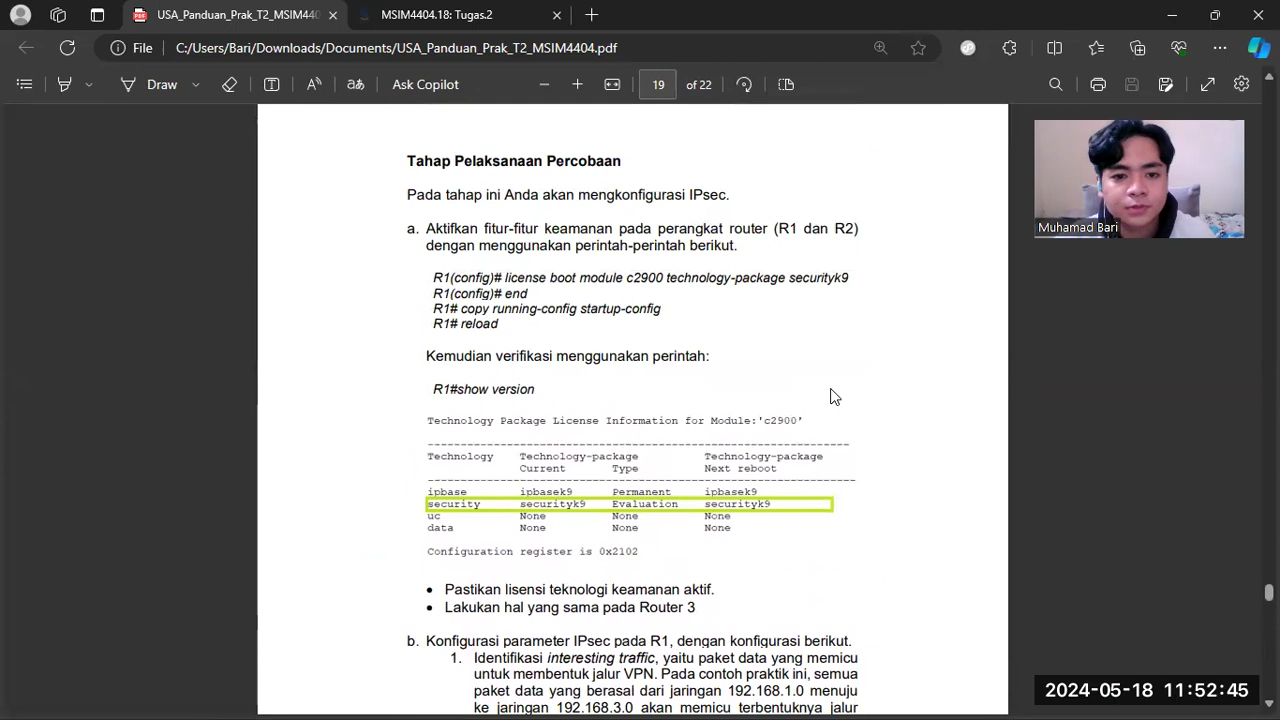 USA_Panduan_Prak_T2_MSIM4404
MSIM4404.18: Tugas.2
File
C:/Users/Bari/Downloads/Documents/USA_Panduan_Prak_T2_MSIM4404.pdf
Draw
Ask Copilot
19 of 22
Tahap Pelaksanaan Percobaan
Pada tahap ini Anda akan mengkonfigurasi IPsec.
a. Aktifkan fitur-fitur keamanan pada perangkat router (R1 dan R2)
dengan menggunakan perintah-perintah berikut.
R1(config)# license boot module c2900 technology-package securityk9
R1(config)# end
R1# copy running-config startup-config
R1# reload
Kemudian verifikasi menggunakan perintah:
R1#show version
Technology Package License Information for Module:'c2900'
----------------------------------------------------------------
Technology Technology-package Technology-package
Current Type Next reboot
-----------------------------------------------------------------
ipbase ipbasek9 Permanent ipbasek9
security securityk9 Evaluation securityk9
uc None None None
data None None None
Configuration register is 0x2102
• Pastikan lisensi teknologi keamanan aktif.
• Lakukan hal yang sama pada Router 3
b. Konfigurasi parameter IPsec pada R1, dengan konfigurasi berikut.
1. Identifikasi interesting traffic, yaitu paket data yang memicu
untuk membentuk jalur VPN. Pada contoh praktik ini, semua
paket data yang berasal dari jaringan 192.168.1.0 menuju
ke jaringan 192.168.3.0 akan memicu terbentuknya jalur
Muhamad Bari
2024-05-18 11:52:45